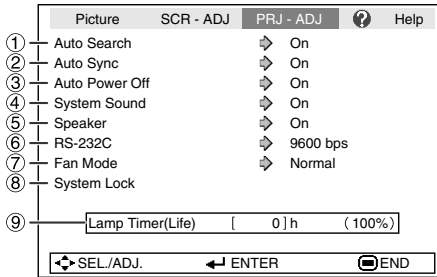 Picture SCR - ADJ PRJ - ADJ ? Help
① Auto Search On
② Auto Sync On
③ Auto Power Off On
④ System Sound On
⑤ Speaker On
⑥ RS-232C 9600 bps
⑦ Fan Mode Normal
⑧ System Lock
⑨ Lamp Timer(Life) [ 0] h (100%)
SEL./ADJ. ENTER END